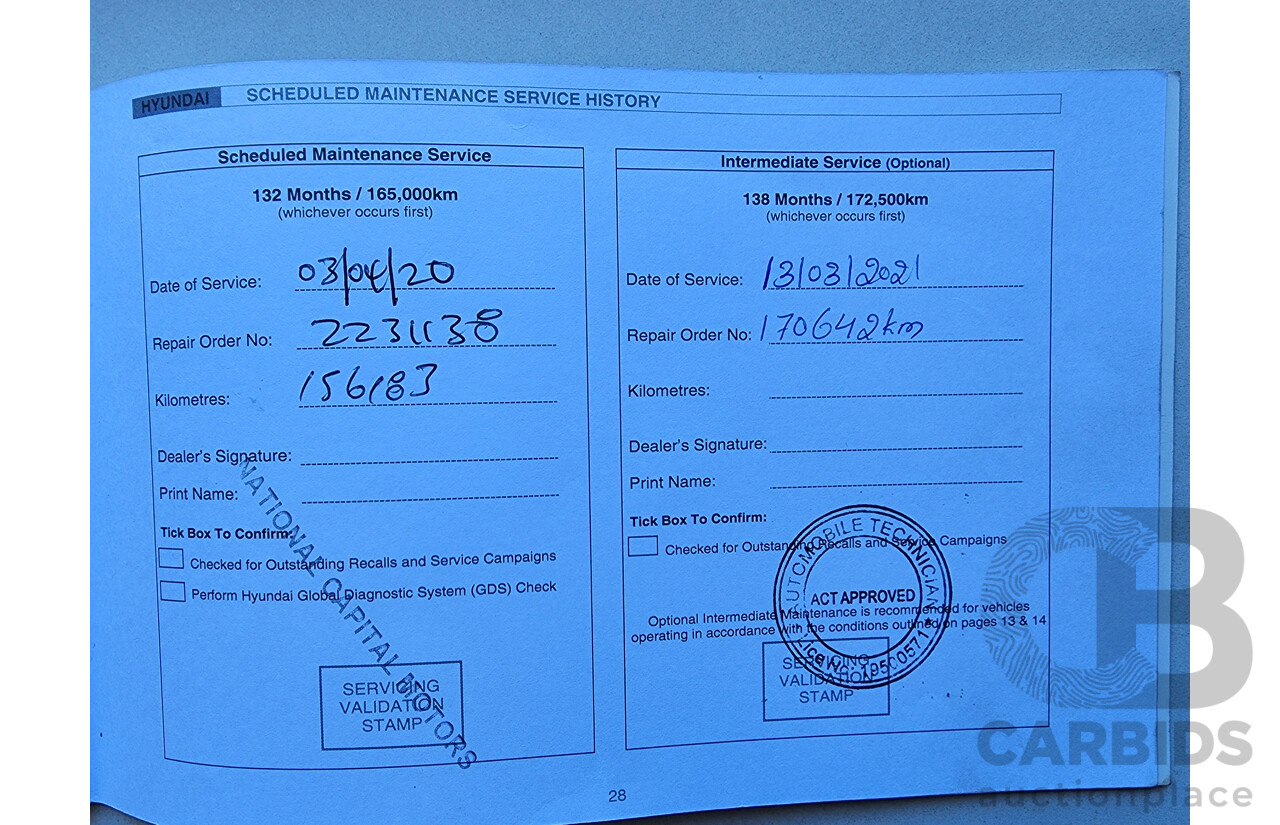 HYUNDAI SCHEDULED MAINTENANCE SERVICE HISTORY
Scheduled Maintenance Service
132 Months / 165,000km
(whichever occurs first)
Date of Service: 03/04/20
Repair Order No: 2231138
Kilometres: 156183
Dealer's Signature:
Print Name:
Tick Box To Confirm:
Checked for Outstanding Recalls and Service Campaigns
Perform Hyundai Global Diagnostic System (GDS) Check
NATIONAL CAPITAL MOTORS
SERVICING
VALIDATION
STAMP
Intermediate Service (Optional)
138 Months / 172,500km
(whichever occurs first)
Date of Service: 13/03/2021
Repair Order No: 170642km
Kilometres:
Dealer's Signature:
Print Name:
Tick Box To Confirm:
Checked for Outstanding Recalls and Service Campaigns
Optional Intermediate Maintenance is recommended for vehicles
operating in accordance with the conditions outlined on pages 13 & 14
AUTOMOBILE TECHNICIAN
ACT APPROVED
SERVICING
VALIDATION
STAMP
28
CARBIDS
auctionplace